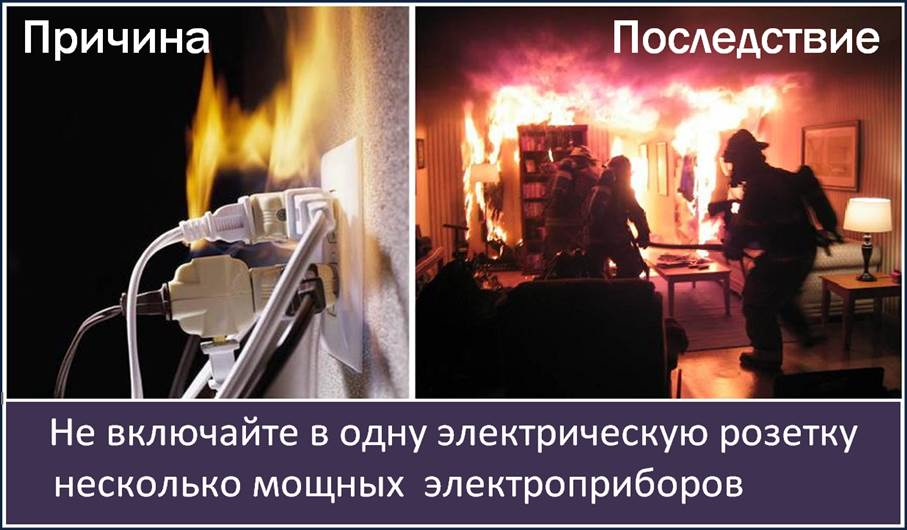 Причина
Последствие
Не включайте в одну электрическую розетку
несколько мощных электроприборов